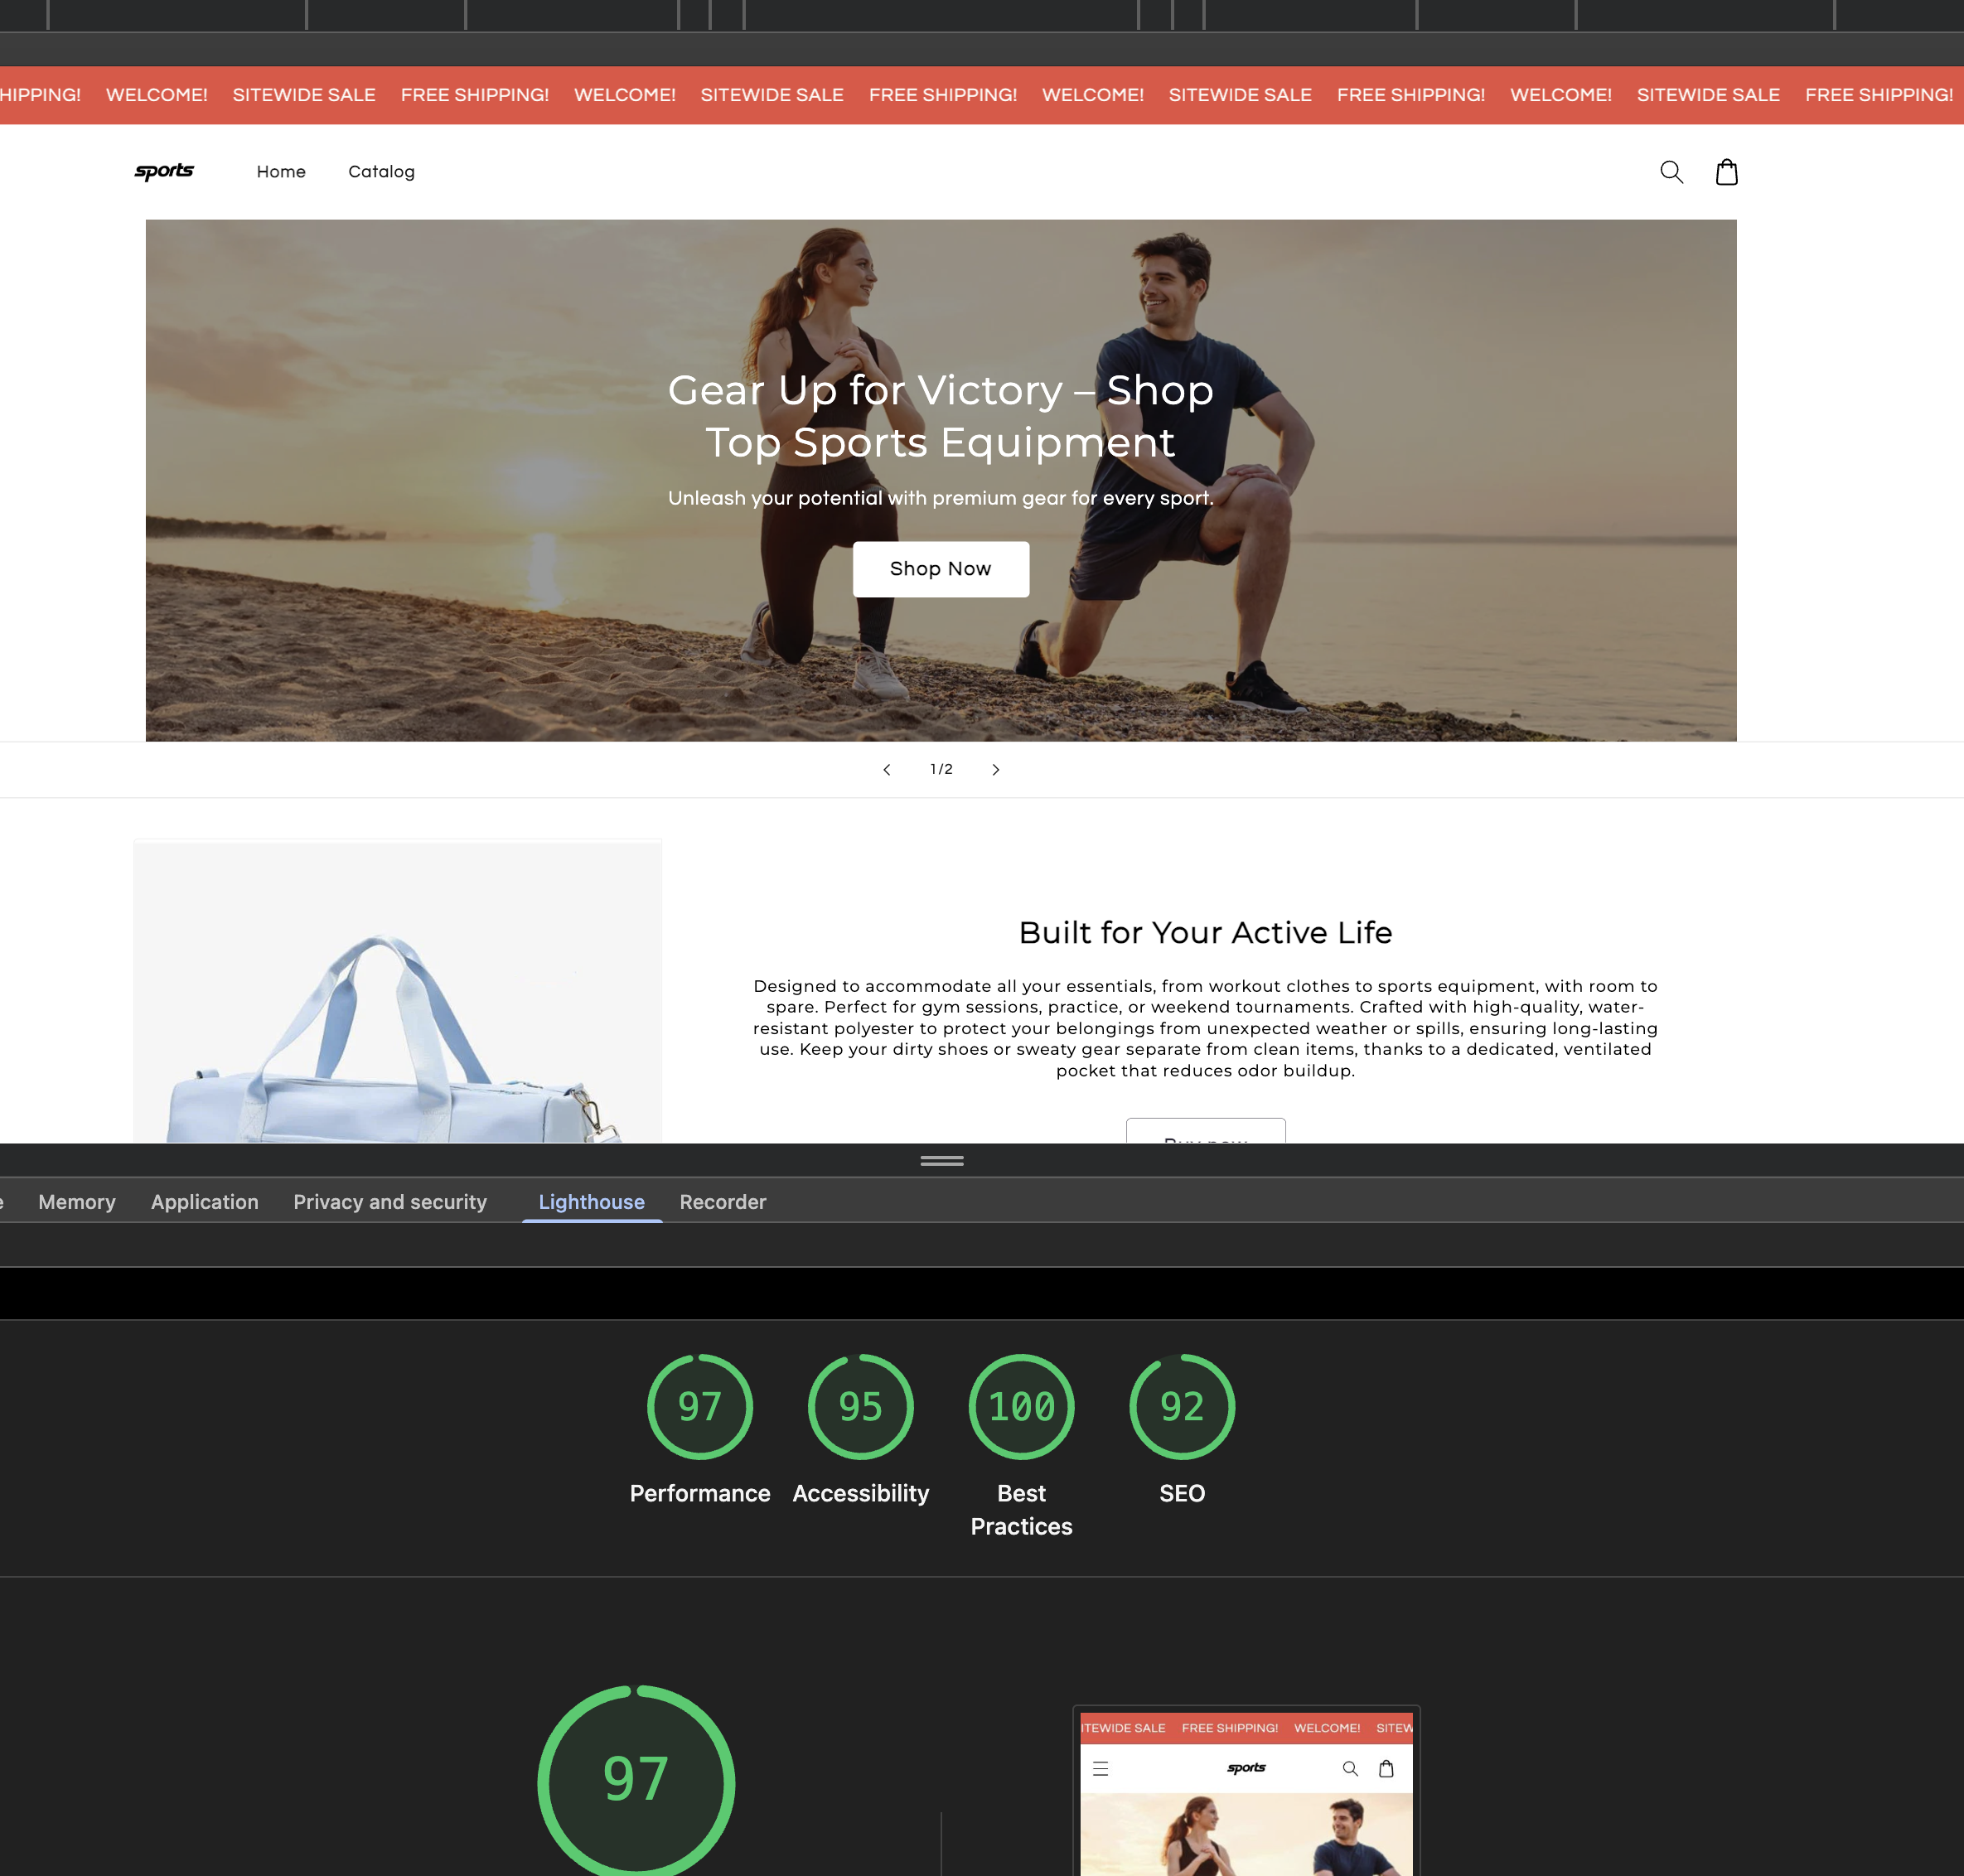 HIPPING! WELCOME! SITEWIDE SALE FREE SHIPPING! WELCOME! SITEWIDE SALE FREE SHIPPING! WELCOME! SITEWIDE SALE FREE SHIPPING! WELCOME! SITEWIDE SALE FREE SHIPPING!
sports Home Catalog
Gear Up for Victory – Shop
Top Sports Equipment
Unleash your potential with premium gear for every sport.
Shop Now
1/2
Built for Your Active Life
Designed to accommodate all your essentials, from workout clothes to sports equipment, with room to
spare. Perfect for gym sessions, practice, or weekend tournaments. Crafted with high-quality, water-
resistant polyester to protect your belongings from unexpected weather or spills, ensuring long-lasting
use. Keep your dirty shoes or sweaty gear separate from clean items, thanks to a dedicated, ventilated
pocket that reduces odor buildup.
Buy now
e Memory Application Privacy and security Lighthouse Recorder
97 95 100 92
Performance Accessibility Best Practices SEO
97
ITEWIDE SALE FREE SHIPPING! WELCOME! SITEW
sports